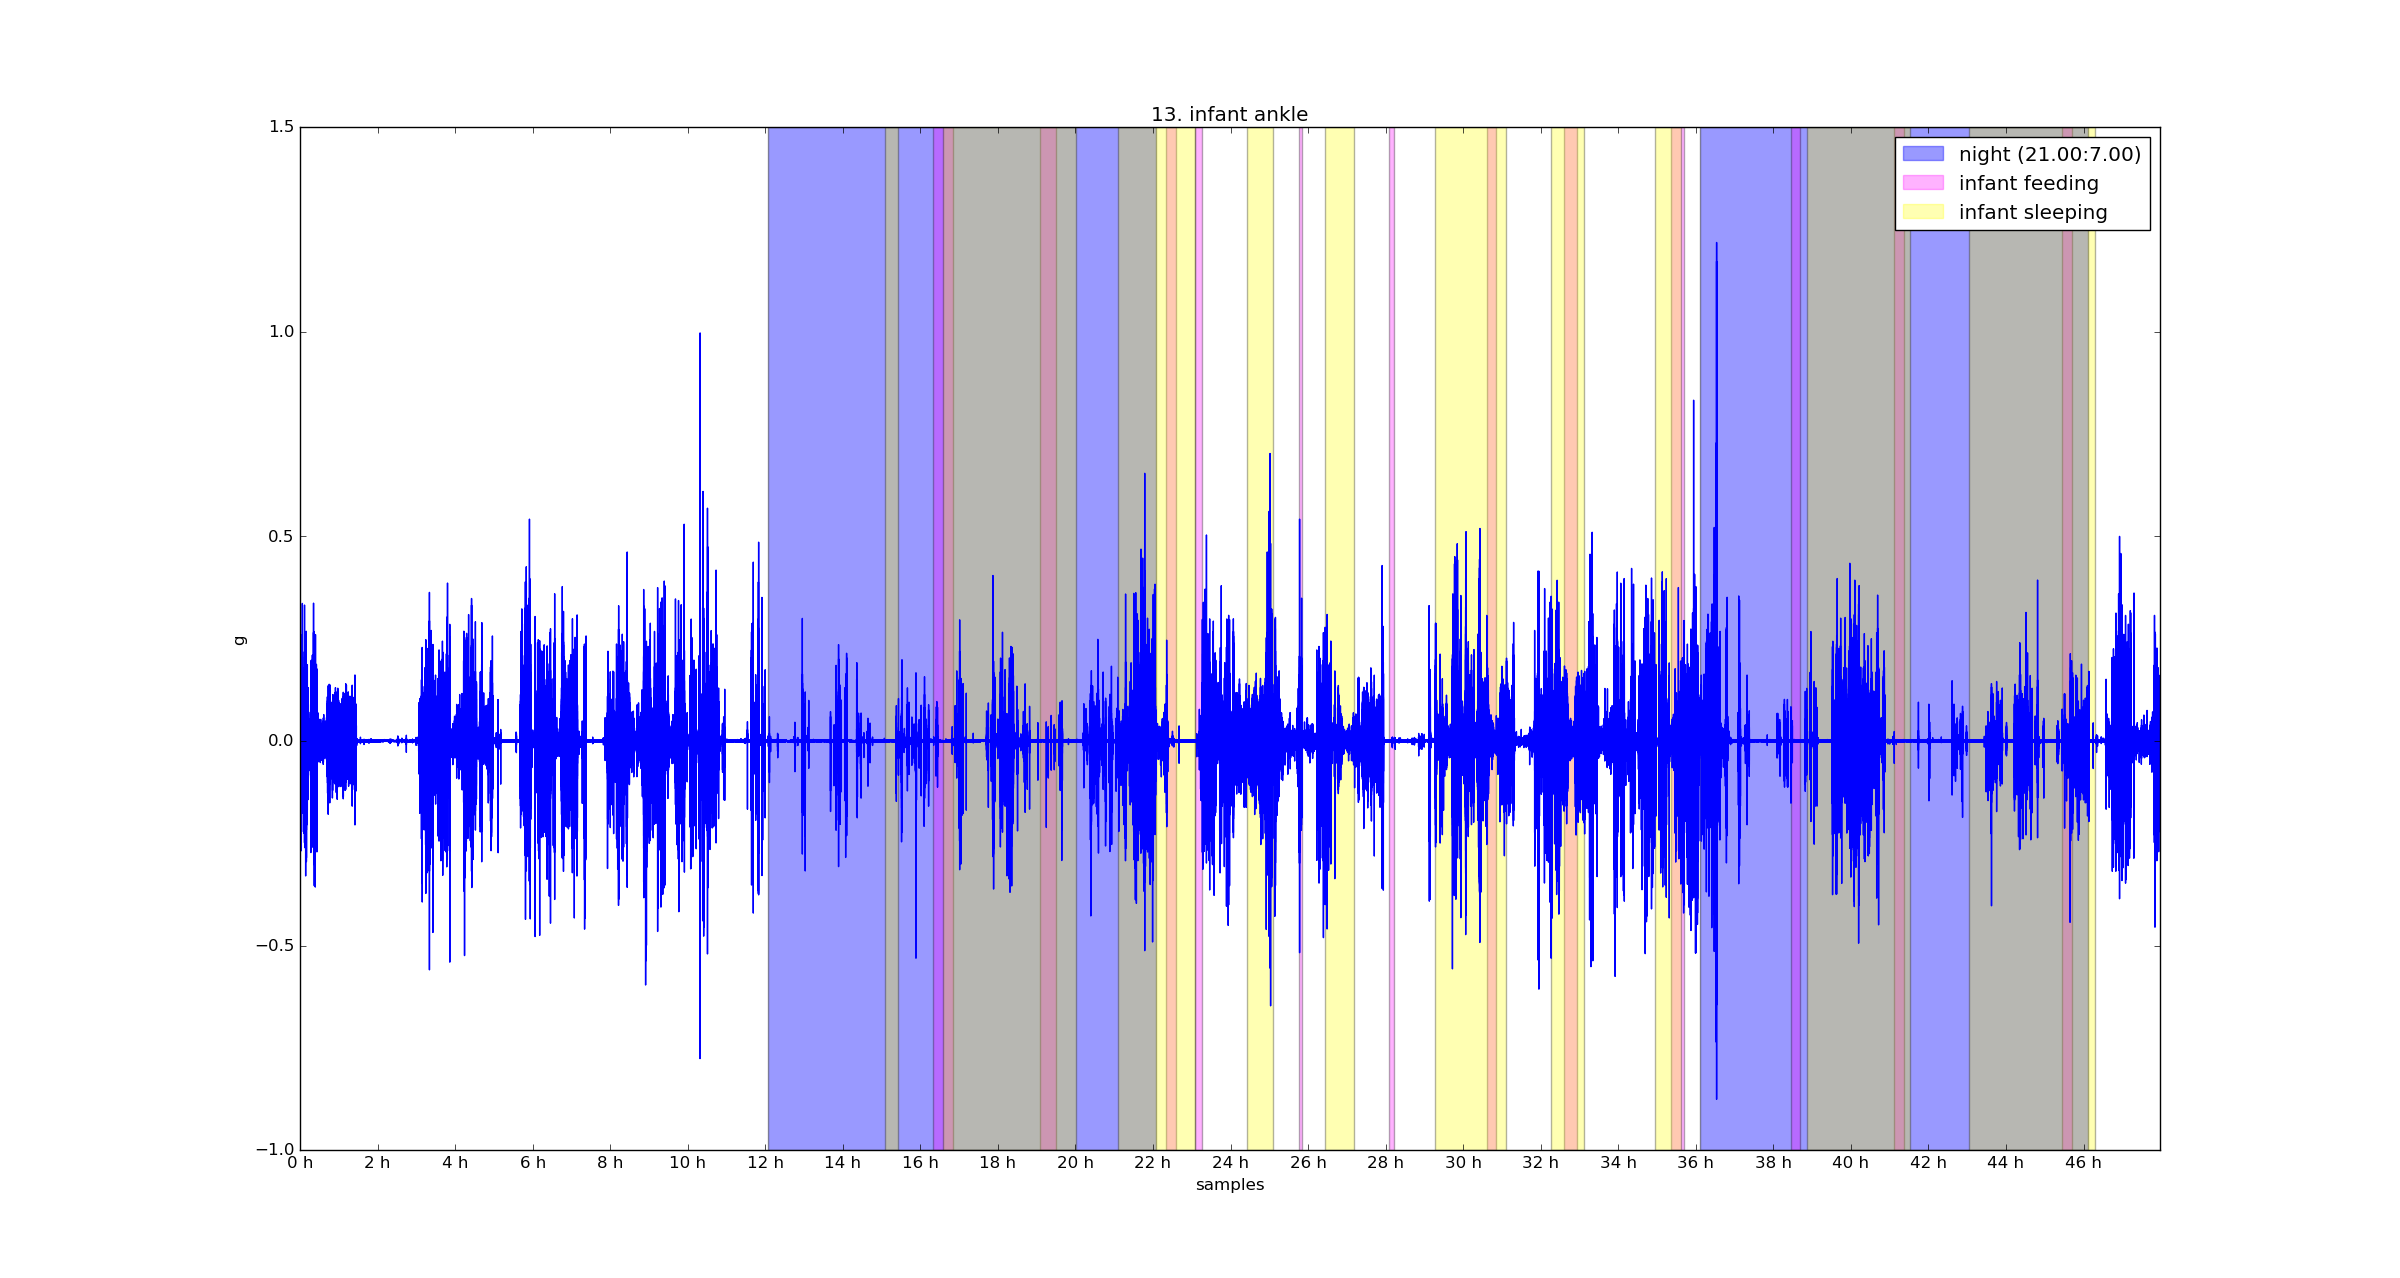 13. infant ankle
1.5
1.0
0.5
0.0
−0.5
−1.0
g
night (21.00:7.00)
infant feeding
infant sleeping
0 h 2 h 4 h 6 h 8 h 10 h 12 h 14 h 16 h 18 h 20 h 22 h 24 h 26 h 28 h 30 h 32 h 34 h 36 h 38 h 40 h 42 h 44 h 46 h
samples